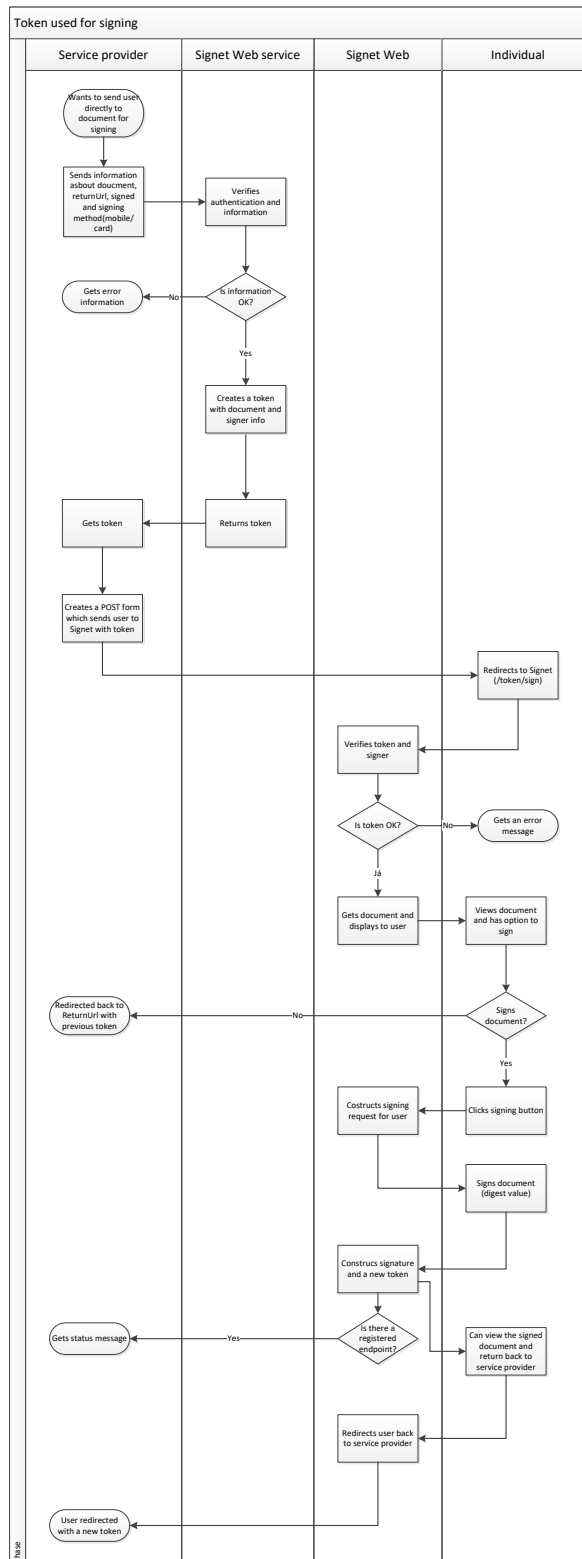 Token used for signing
Service provider
Signet Web service
Signet Web
Individual
Wants to send user
directly to
document for
signing
Sends information
asbout doucment,
returnUrl, signed
and signing
method(mobile/
card)
Verifies
authentication and
information
Is information
OK?
No
Gets error
information
Yes
Creates a token
with document and
signer info
Returns token
Gets token
Creates a POST form
which sends user to
Signet with token
Redirects to Signet
(/token/sign)
Verifies token and
signer
Is token OK?
No
Gets an error
message
Já
Gets document and
displays to user
Views document
and has option to
sign
Signs
document?
No
Redirected back to
ReturnUrl with
previous token
Yes
Clicks signing button
Costructs signing
request for user
Signs document
(digest value)
Construcs signature
and a new token
Is there a
registered
endpoint?
Yes
Gets status message
Can view the signed
document and
return back to
service provider
Redirects user back
to service provider
User redirected
with a new token
hase